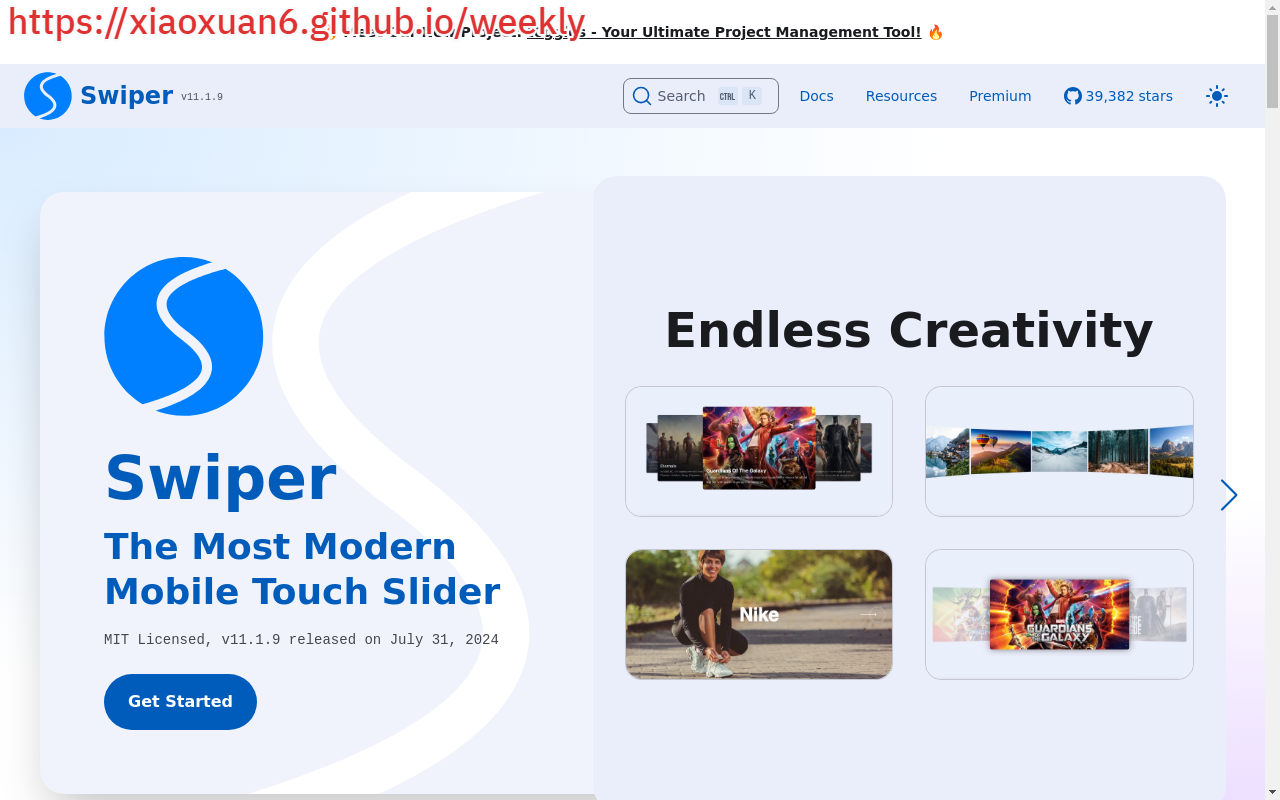 https://xiaoxuan6.github.io/weekly
- Your Ultimate Project Management Tool! 🔥
Swiper v11.1.9
Search CTRL K
Docs
Resources
Premium
39,382 stars
Swiper
The Most Modern
Mobile Touch Slider
MIT Licensed, v11.1.9 released on July 31, 2024
Get Started
Endless Creativity
Guardians Of The Galaxy
Nike
GUARDIANS
OF THE
GALAXY